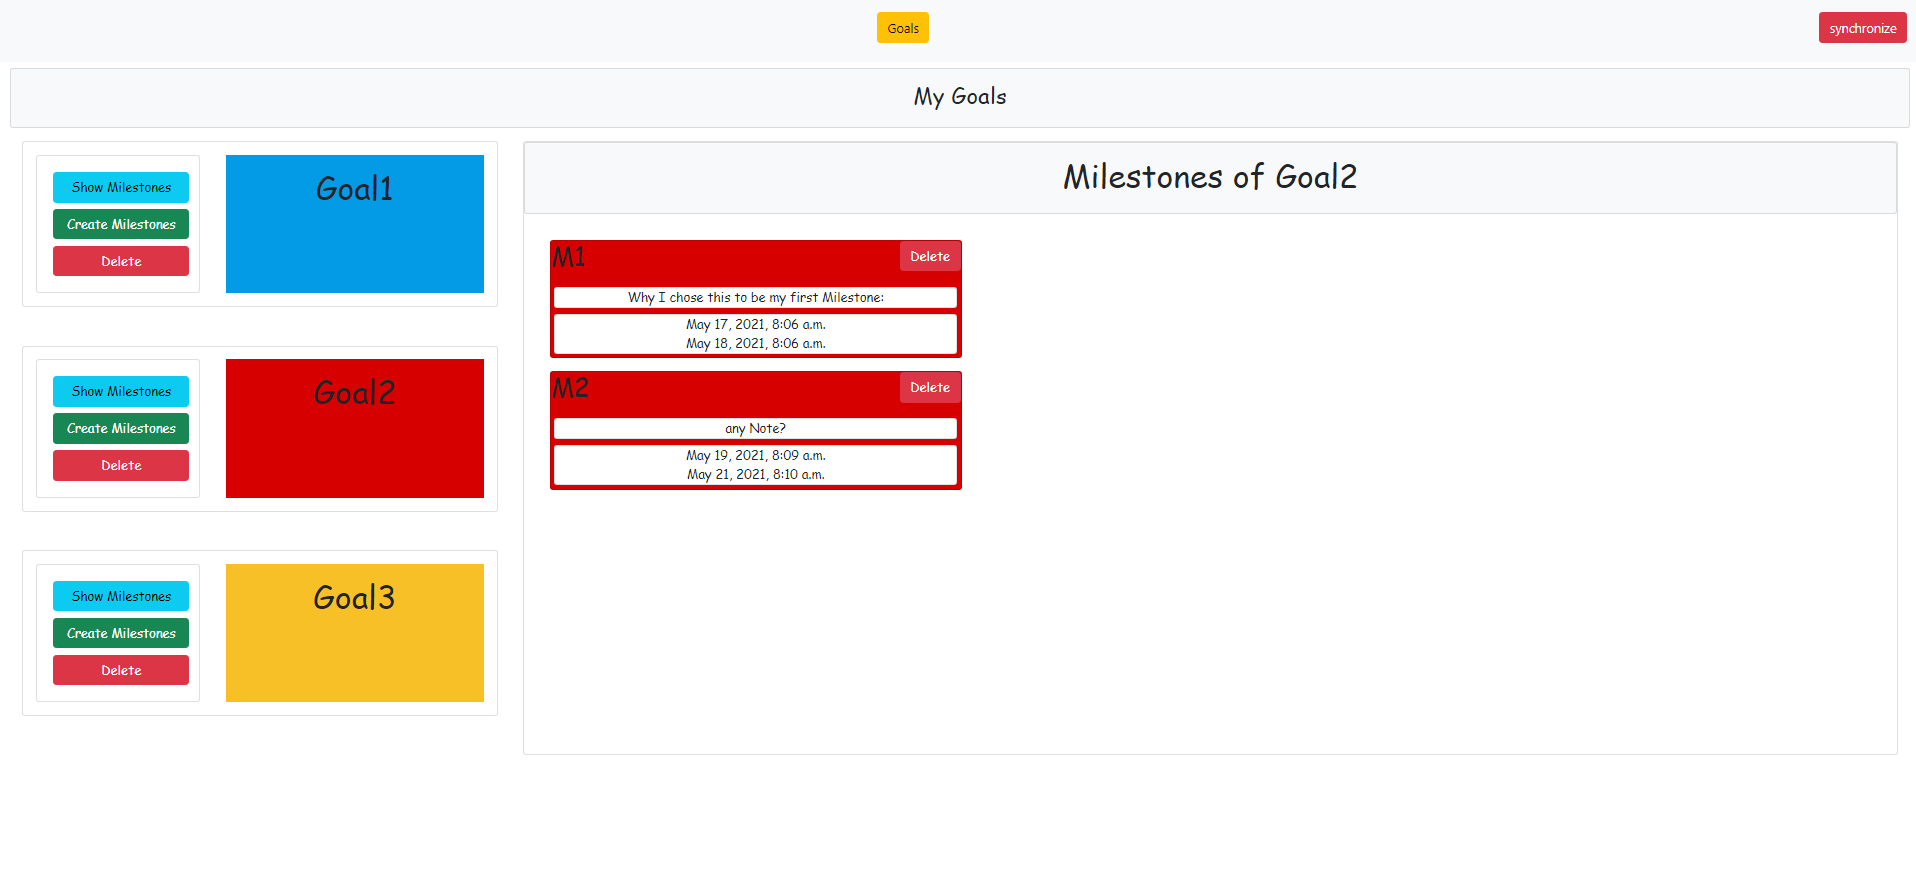 Goals
synchronize
My Goals
Show Milestones
Create Milestones
Delete
Goal1
Show Milestones
Create Milestones
Delete
Goal2
Show Milestones
Create Milestones
Delete
Goal3
Milestones of Goal2
M1
Delete
Why I chose this to be my first Milestone:
May 17, 2021, 8:06 a.m.
May 18, 2021, 8:06 a.m.
M2
Delete
any Note?
May 19, 2021, 8:09 a.m.
May 21, 2021, 8:10 a.m.